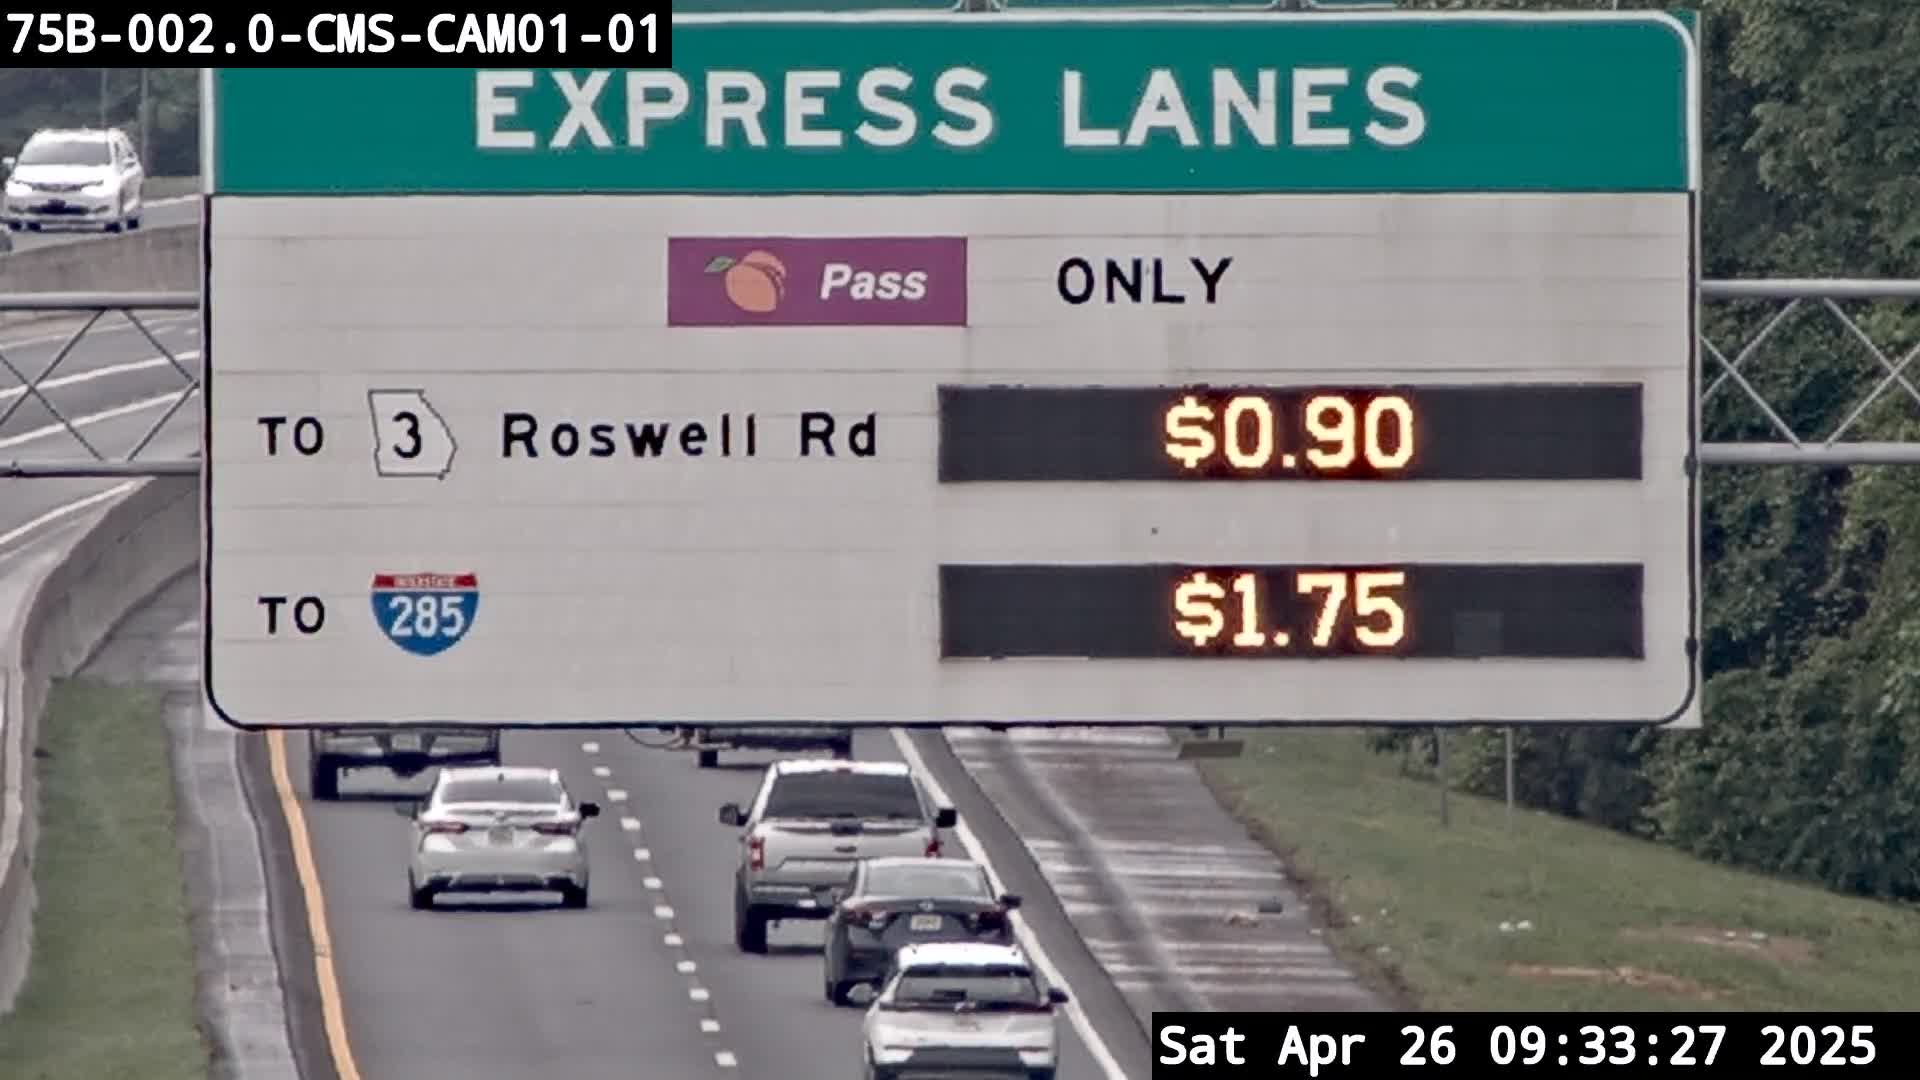 75B-002.0-CMS-CAM01-01
EXPRESS LANES
Pass ONLY
TO 3 Roswell Rd $0.90
INTERSTATE
TO 285 $1.75
Sat Apr 26 09:33:27 2025